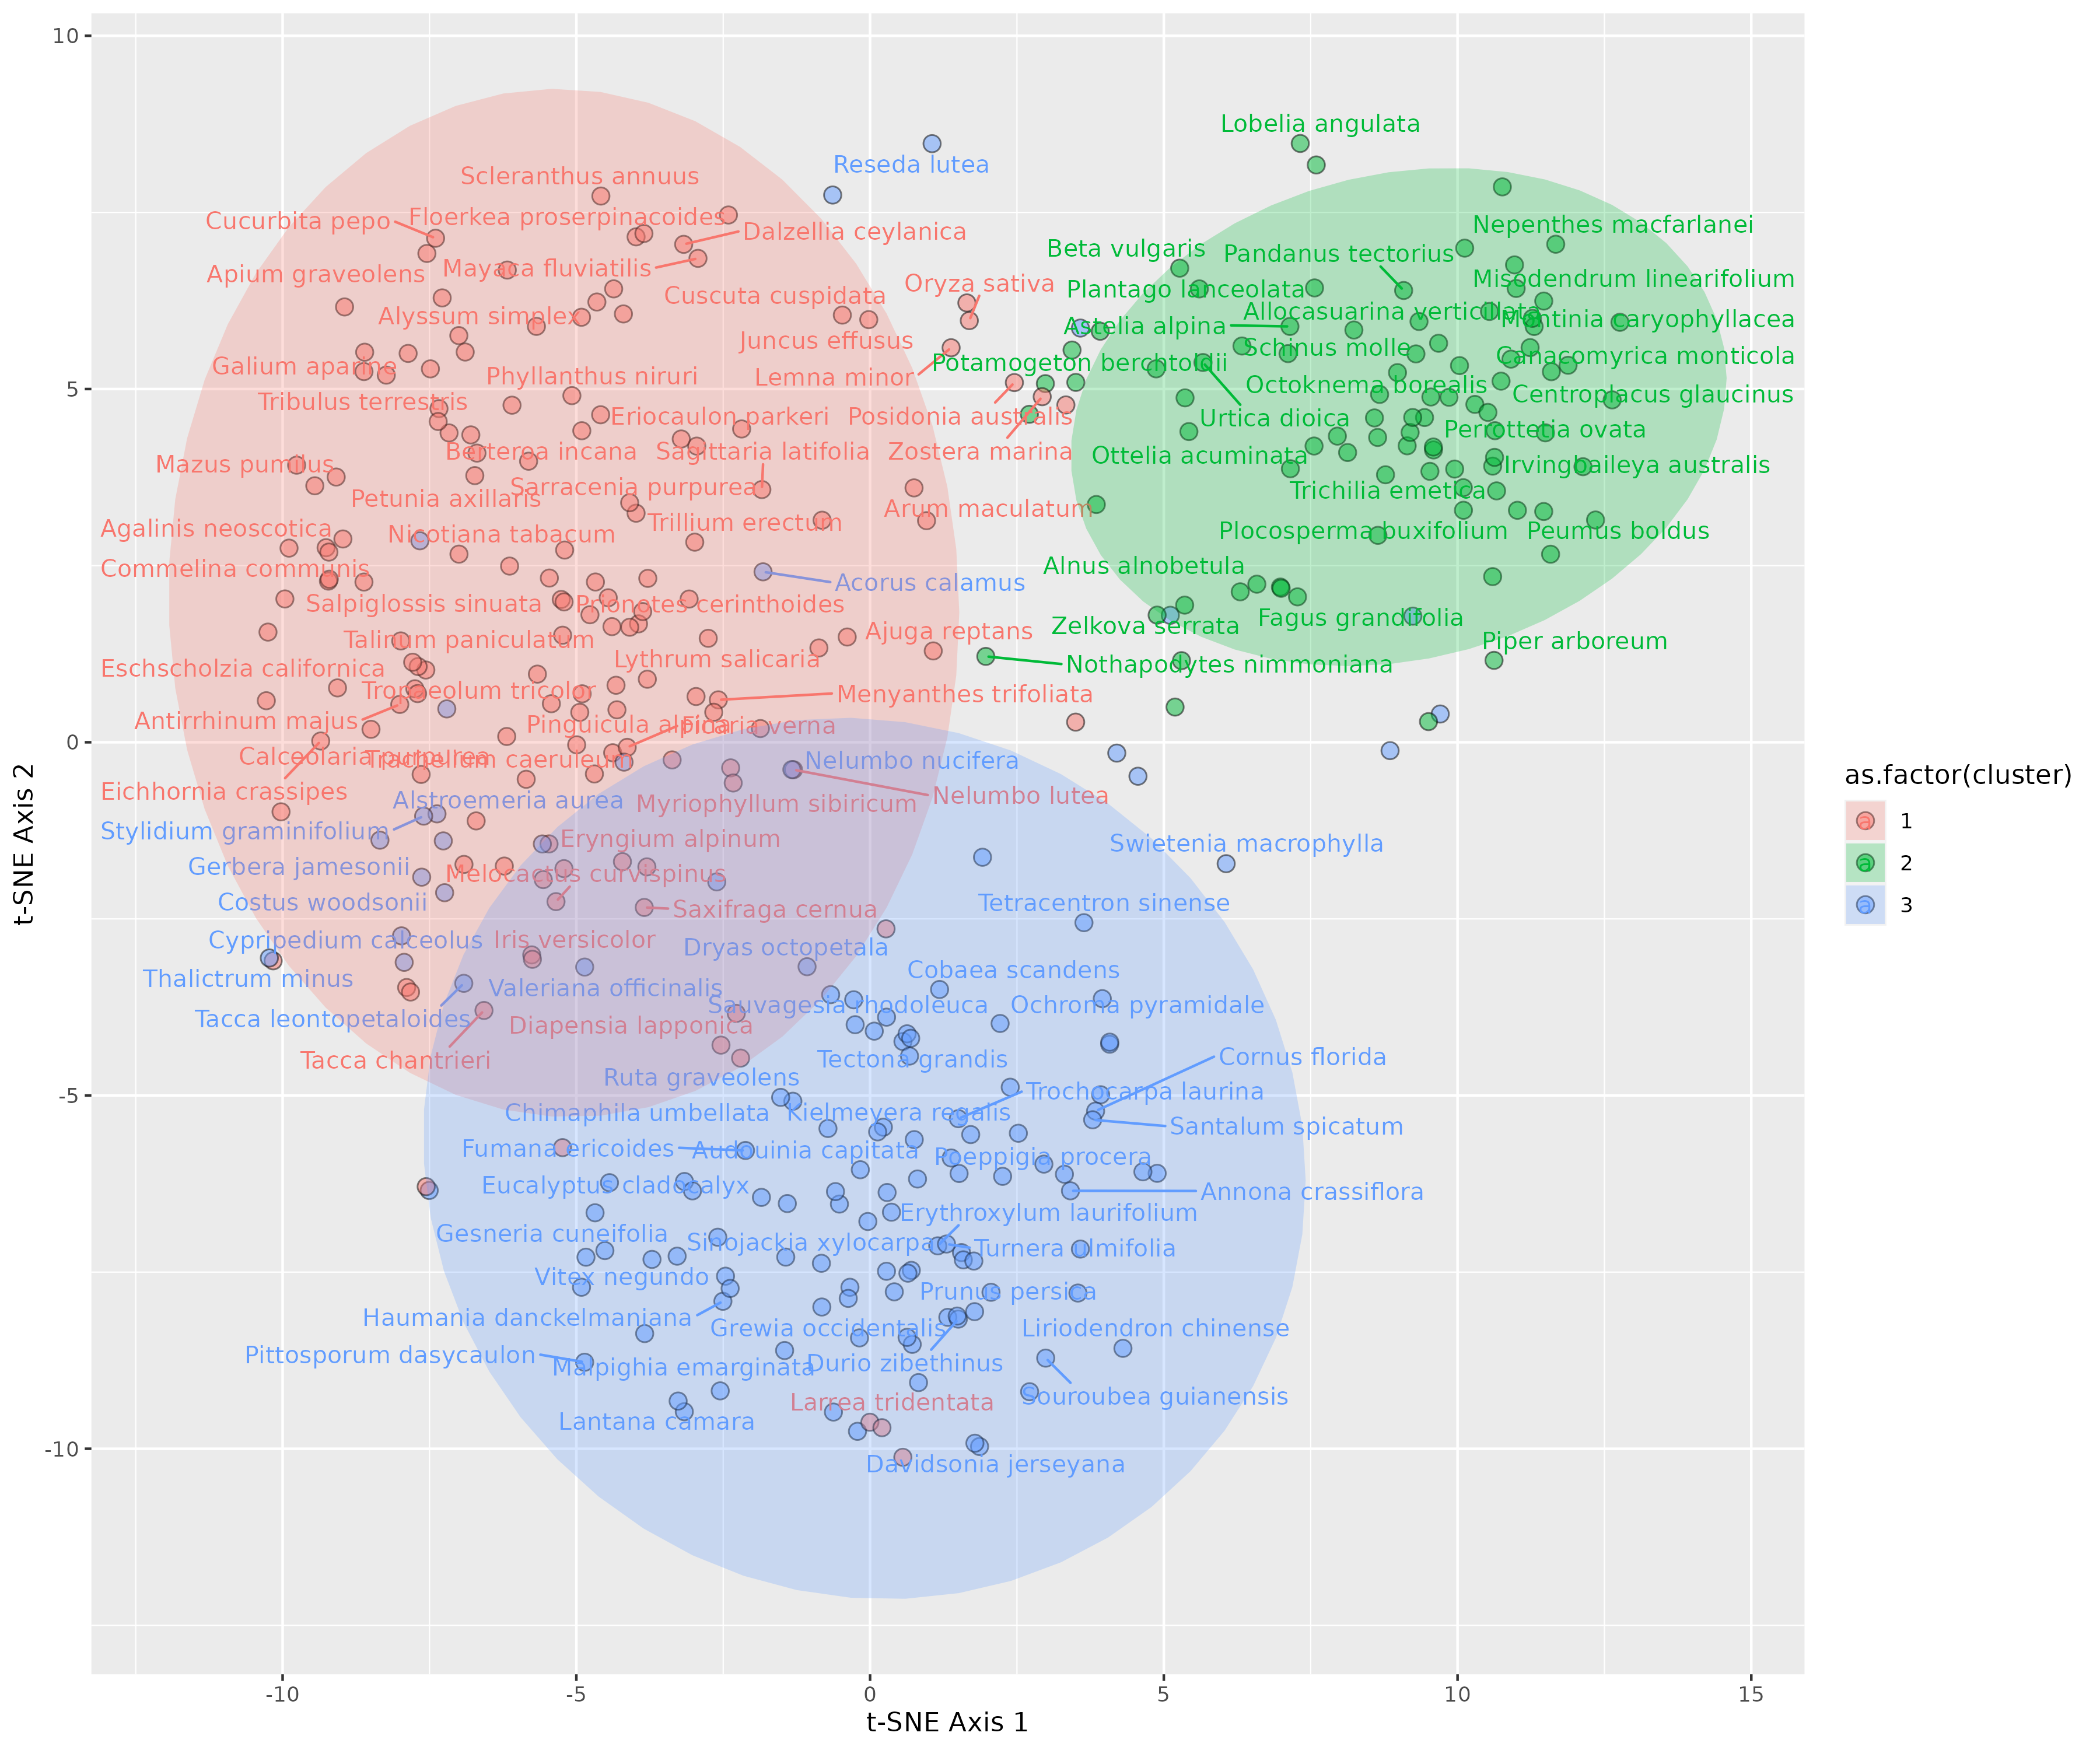 10
5
0
-5
-10
t-SNE Axis 2
Lobelia angulata
Reseda lutea
Scleranthus annuus
Cucurbita pepo
Floerkea proserpinacoides
Dalzellia ceylanica
Nepenthes macfarlanei
Beta vulgaris
Pandanus tectorius
Apium graveolens
Mayaca fluviatilis
Misodendrum linearifolium
Oryza sativa
Plantago lanceolata
Cuscuta cuspidata
Allocasuarina verticillata
Alyssum simplex
Montinia caryophyllacea
Astelia alpina
Juncus effusus
Schinus molle
Canacomyrica monticola
Potamogeton berchtoldii
Galium aparine
Phyllanthus niruri
Lemna minor
Octoknema borealis
Centroplacus glaucus
Tribulus terrestris
Eriocaulon parkeri
Posidonia australis
Urtica dioica
Perrottetia ovata
Berteroa incana
Sagittaria latifolia
Zostera marina
Ottelia acuminata
Mazus pumilus
Irvingbaileya australis
Sarracenia purpurea
Trichilia emetica
Petunia axillaris
Arum maculatum
Trillium erectum
Agalinis neoscotica
Nicotiana tabacum
Plocosperma buxifolium
Peumus boldus
Commelina communis
Alnus alnobetula
Acorus calamus
Salpiglossis sinuata
Prionotes cerinthoides
Fagus grandifolia
Zelkova serrata
Talinum paniculatum
Ajuga reptans
Piper arboreum
Eschscholzia californica
Lythrum salicaria
Nothapodytes nimmoniana
Tropaeolum tricolor
Menyanthes trifoliata
Antirrhinum majus
Pinguicula alpina
Ficaria verna
Calceolaria purpurea
Trachelium caeruleum
Nelumbo nucifera
Eichhornia crassipes
Alstroemeria aurea
Myriophyllum sibiricum
Nelumbo lutea
Stylidium graminifolium
Eryngium alpinum
Swietenia macrophylla
Gerbera jamesonii
Melocactus curvispinus
Costus woodsonii
Saxifraga cernua
Tetracentron sinense
Cypripedium calceolus
Iris versicolor
Dryas octopetala
Thalictrum minus
Cobaea scandens
Valeriana officinalis
Sauvagesia rhodoleuca
Ochroma pyramidale
Tacca leontopetaloides
Diapensia lapponica
Tacca chantrieri
Tectona grandis
Cornus florida
Ruta graveolens
Trochocarpa laurina
Chimaphila umbellata
Kielmeyera regalis
Santalum spicatum
Fumana ericoides
Audouinia capitata
Poeppigia procera
Eucalyptus cladocalyx
Annona crassiflora
Erythroxylum laurifolium
Gesneria cuneifolia
Sinojackia xylocarpa
Turnera ulmifolia
Vitex negundo
Prunus persica
Haumania danckelmaniana
Grewia occidentalis
Liriodendron chinense
Pittosporum dasycaulon
Malpighia emarginata
Durio zibethinus
Souroubea guianensis
Larrea tridentata
Lantana camara
Davidsonia jerseyana
-10
-5
0
5
10
15
t-SNE Axis 1
as.factor(cluster)
a 1
a 2
a 3